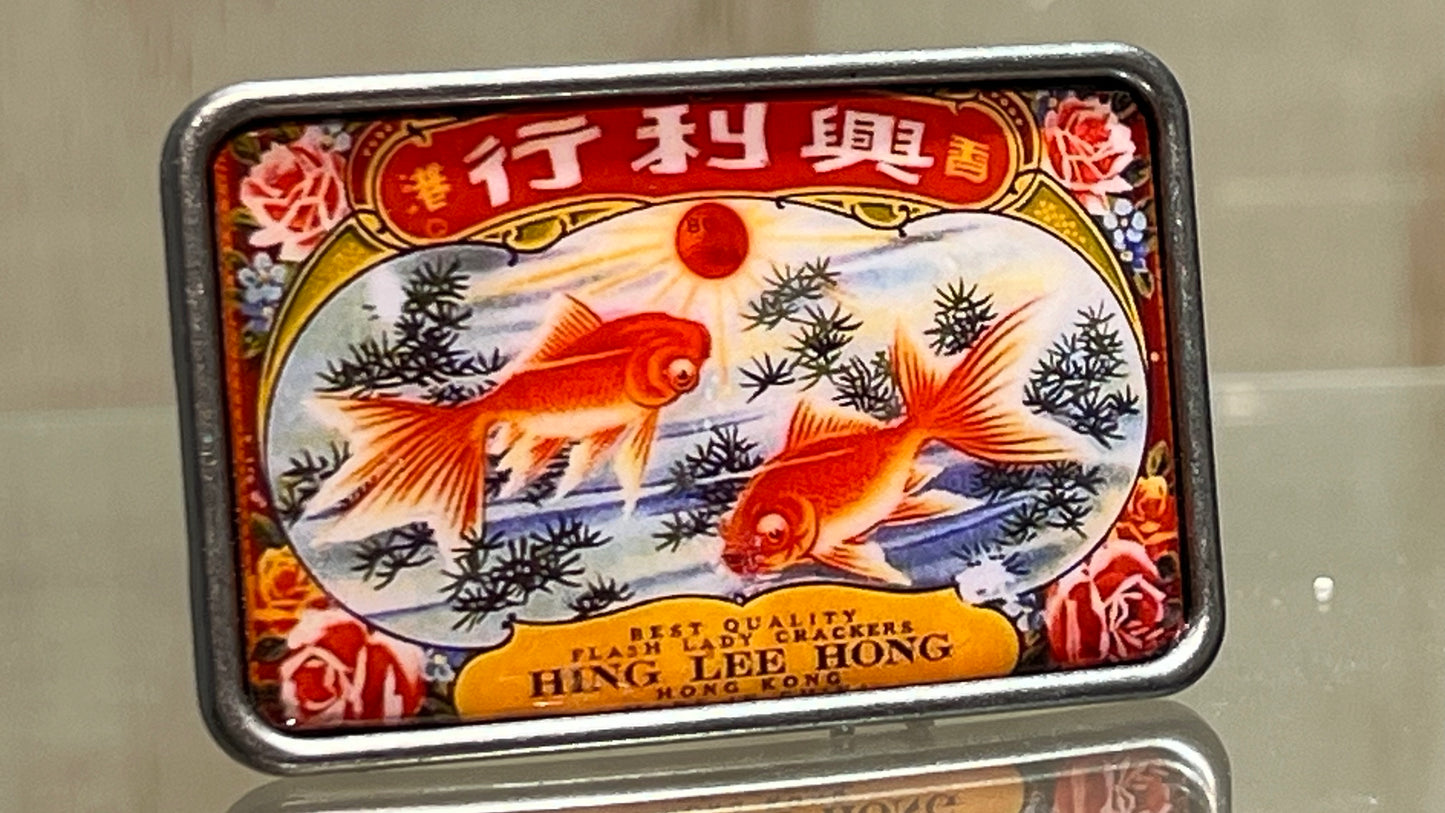 香 興利行 港
BEST QUALITY
FLASH LADY CRACKERS
HING LEE HONG
HONG KONG